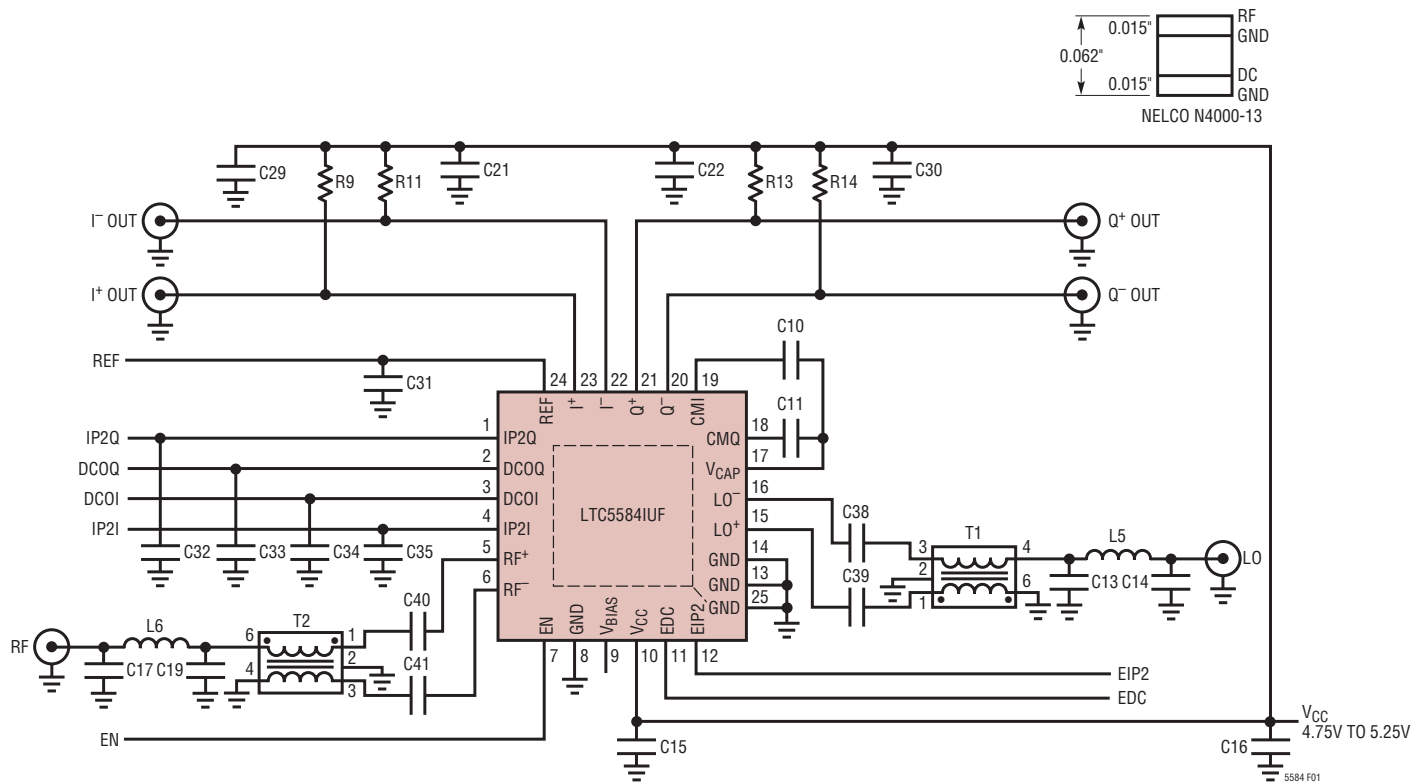 0.015"
0.062"
0.015"
RF
GND
DC
GND
NELCO N4000-13
C29
R9
R11
C21
C22
R13
R14
C30
I⁻ OUT
Q⁺ OUT
I⁺ OUT
Q⁻ OUT
REF
C31
C10
C11
24 23 22 21 20 19
REF I⁺ I⁻ Q⁺ Q⁻ CMI
IP2Q
1
IP2Q
CMQ
18
DCOQ
2
DCOQ
VCAP
17
DCOI
3
DCOI
LO⁻
16
IP2I
4
IP2I
LO⁺
15
LTC5584IUF
5
RF⁺
GND
14
6
RF⁻
GND
13
GND
25
C32
C33
C34
C35
C38
C39
T1
3
2
1
4
6
L5
C13
C14
LO
C40
C41
RF
L6
C17
C19
T2
6
4
1
2
3
EN GND VBIAS VCC EDC EIP2
7 8 9 10 11 12
EIP2
EDC
EN
C15
VCC
4.75V TO 5.25V
C16
5584 F01